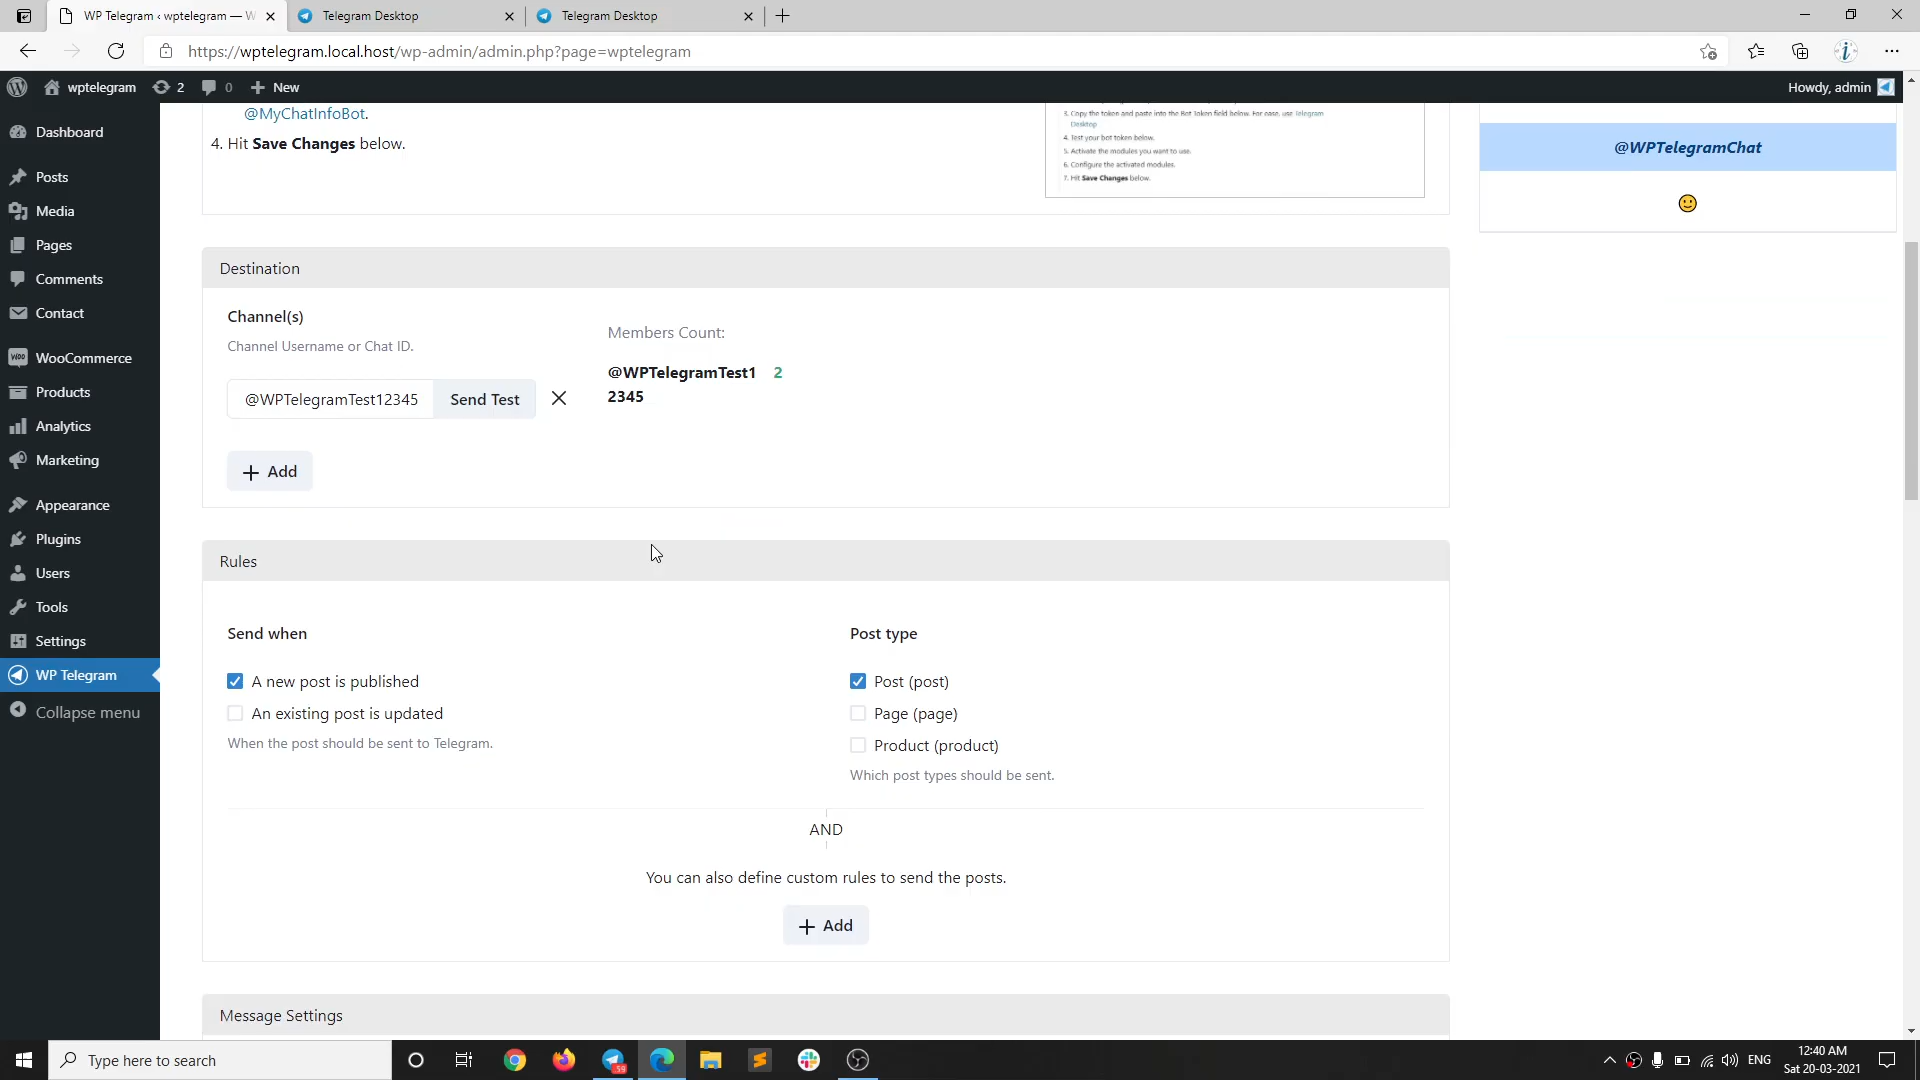 WP Telegram ‹ wptelegram — W
Telegram Desktop
Telegram Desktop
https://wptelegram.local.host/wp-admin/admin.php?page=wptelegram
wptelegram
2
0
New
Howdy, admin
Dashboard
Posts
Media
Pages
Comments
Contact
WooCommerce
Products
Analytics
Marketing
Appearance
Plugins
Users
Tools
Settings
WP Telegram
Collapse menu
@MyChatInfoBot.
4. Hit Save Changes below.
3. Copy the token and paste into the Bot Token field below. For ease, use Telegram
Desktop
4. Test your bot token below.
5. Activate the modules you want to use.
6. Configure the activated modules.
7. Hit Save Changes below.
@WPTelegramChat
Destination
Channel(s)
Channel Username or Chat ID.
@WPTelegramTest12345
Send Test
Members Count:
@WPTelegramTest1 2
2345
Add
Rules
Send when
A new post is published
An existing post is updated
When the post should be sent to Telegram.
Post type
Post (post)
Page (page)
Product (product)
Which post types should be sent.
AND
You can also define custom rules to send the posts.
Add
Message Settings
Type here to search
59
ENG
12:40 AM
Sat 20-03-2021